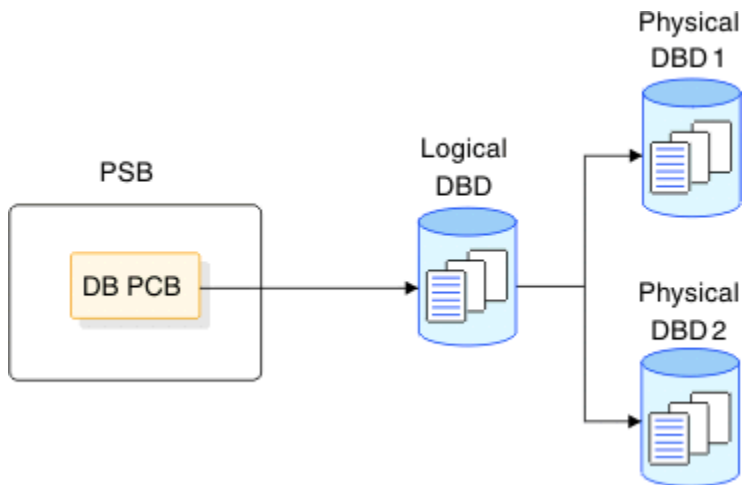 PSB
DB PCB
Logical
DBD
Physical
DBD 1
Physical
DBD 2